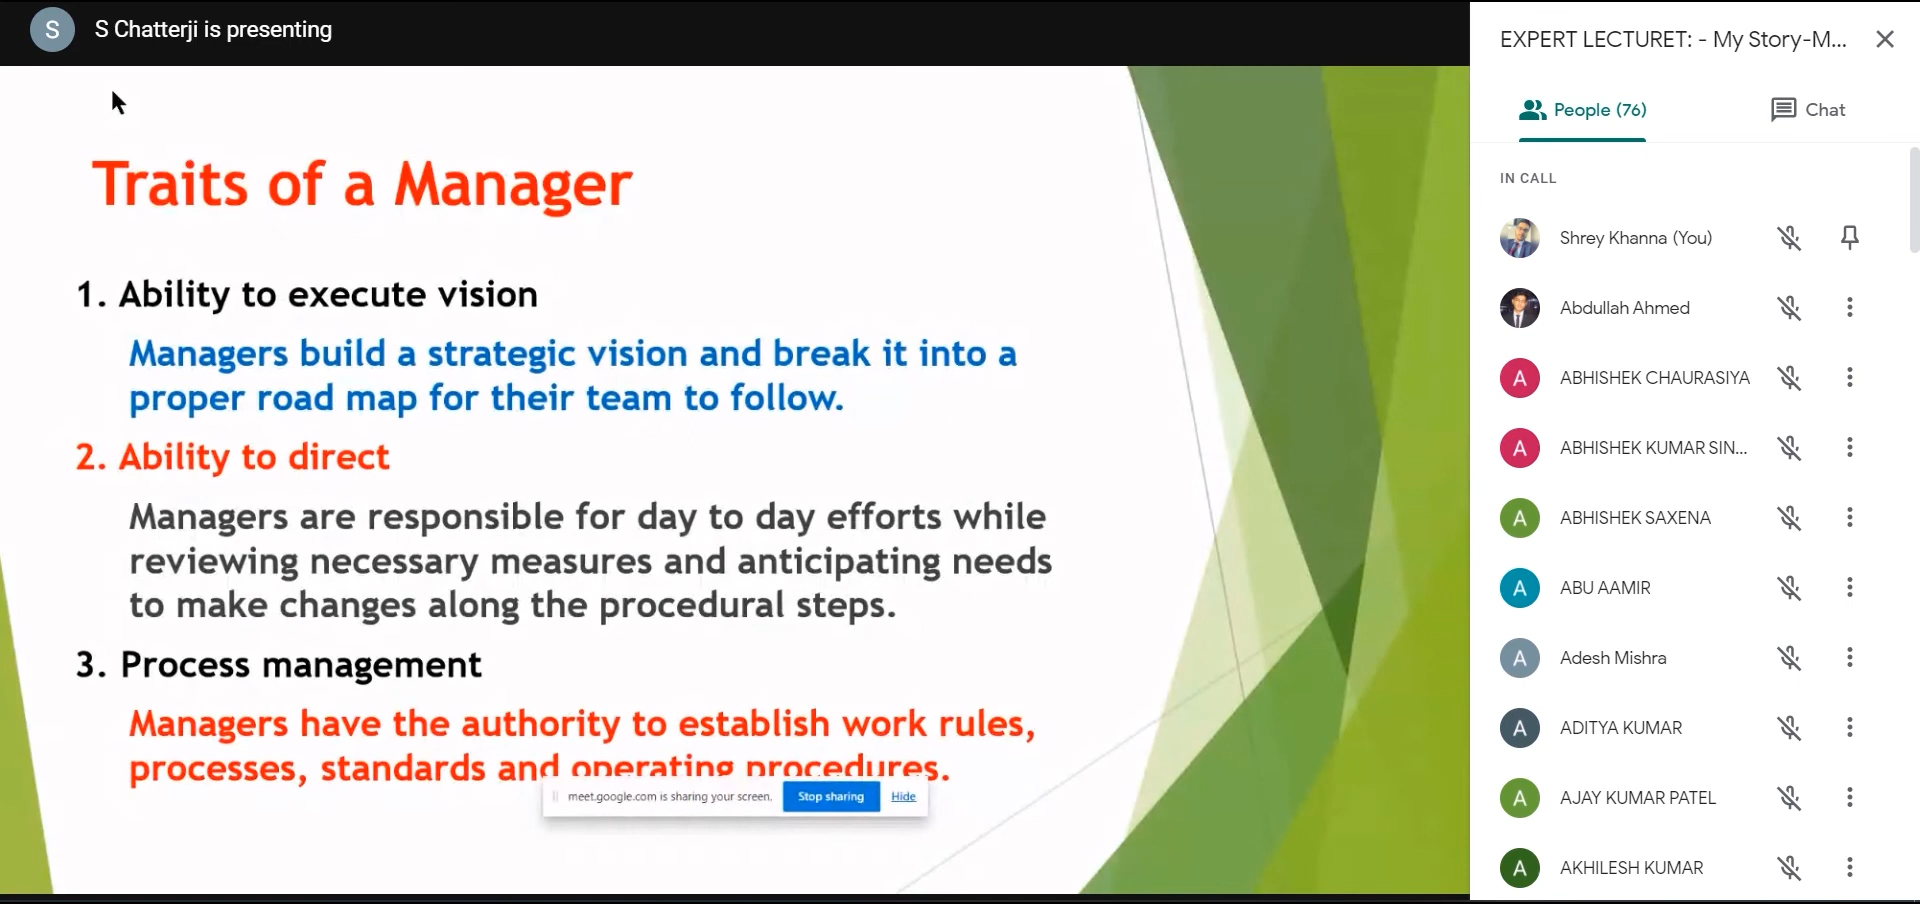 S
S Chatterji is presenting
Traits of a Manager
1. Ability to execute vision
Managers build a strategic vision and break it into a
proper road map for their team to follow.
2. Ability to direct
Managers are responsible for day to day efforts while
reviewing necessary measures and anticipating needs
to make changes along the procedural steps.
3. Process management
Managers have the authority to establish work rules,
processes, standards and operating procedures.
meet.google.com is sharing your screen.
Stop sharing
Hide
EXPERT LECTURET: - My Story-M...
People (76)
Chat
IN CALL
Shrey Khanna (You)
Abdullah Ahmed
A ABHISHEK CHAURASIYA
A ABHISHEK KUMAR SIN...
A ABHISHEK SAXENA
A ABU AAMIR
A Adesh Mishra
A ADITYA KUMAR
A AJAY KUMAR PATEL
A AKHILESH KUMAR